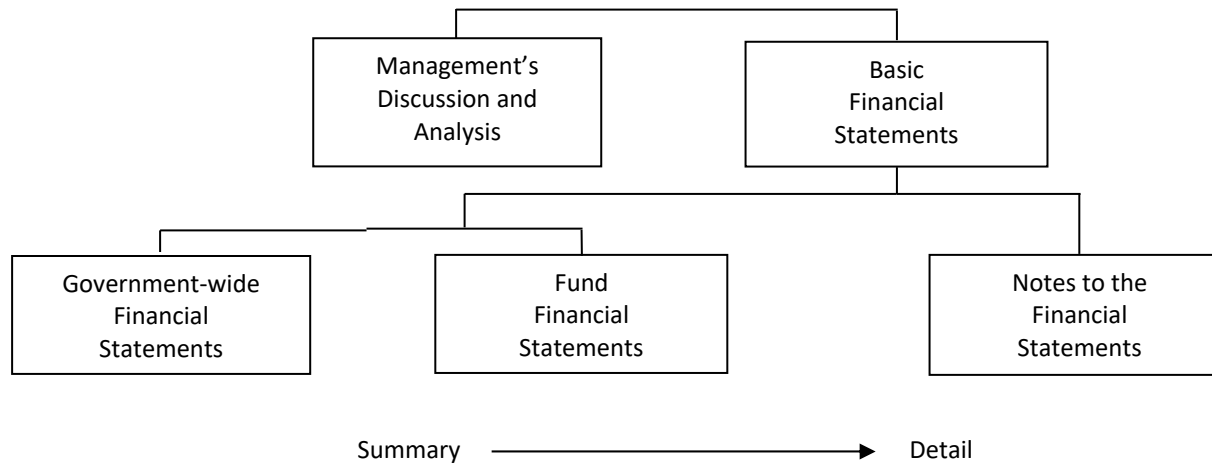 Management’s
Discussion and
Analysis
Basic
Financial
Statements
Government-wide
Financial
Statements
Fund
Financial
Statements
Notes to the
Financial
Statements
Summary
Detail